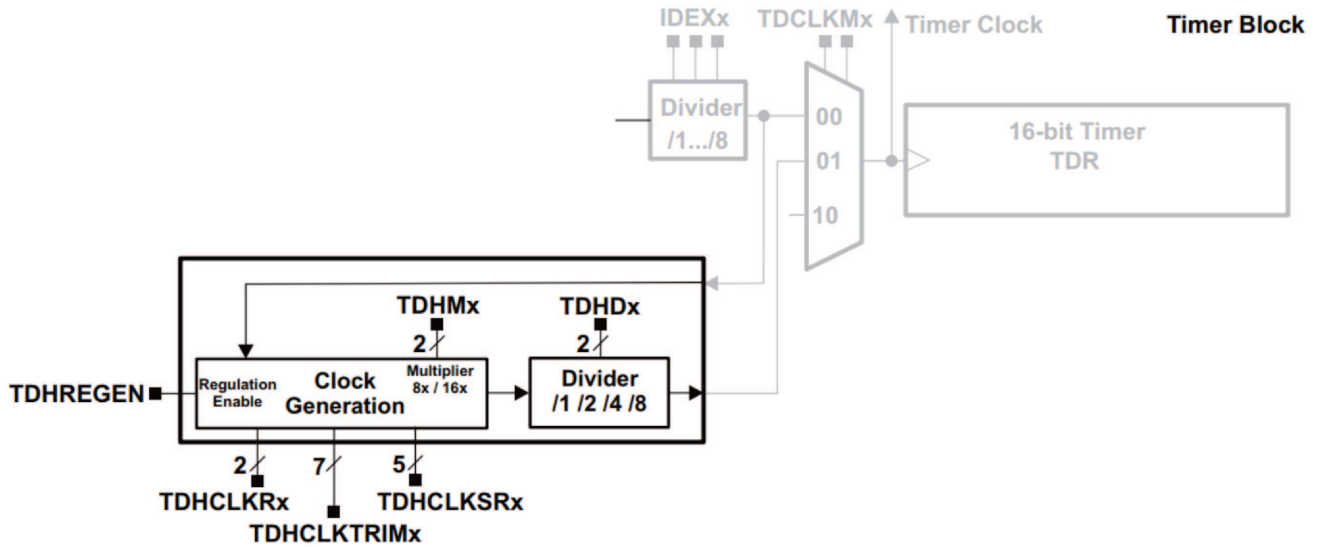 IDEXx
TDCLKMx
Timer Clock
Timer Block
Divider
/1.../8
00
01
10
16-bit Timer
TDR
TDHMx
2
TDHDx
2
TDHREGEN
Regulation
Enable
Clock
Generation
Multiplier
8x / 16x
Divider
/1 /2 /4 /8
2
7
5
TDHCLKRx
TDHCLKSRx
TDHCLKTRIMx